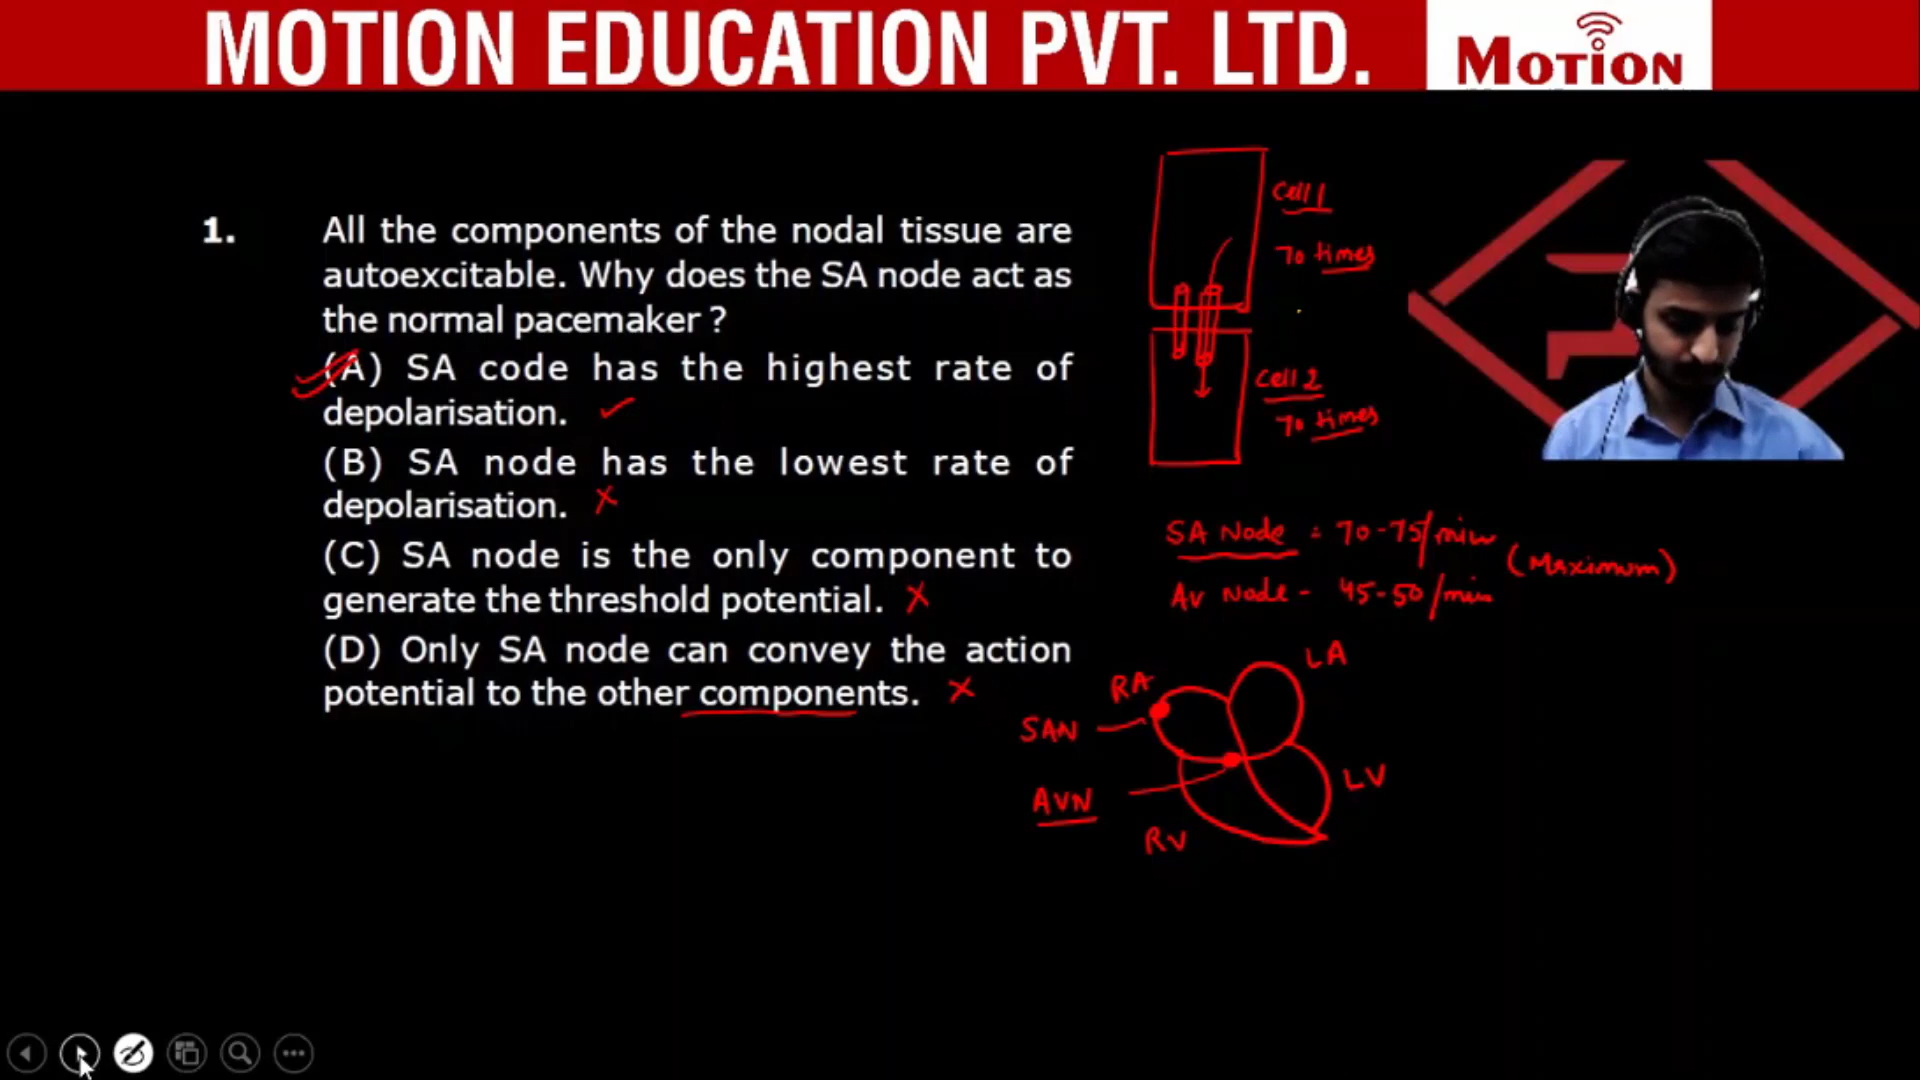 MOTION EDUCATION PVT. LTD.
MOTION
1. All the components of the nodal tissue are
autoexcitable. Why does the SA node act as
the normal pacemaker ?
(A) SA code has the highest rate of
depolarisation.
(B) SA node has the lowest rate of
depolarisation.
(C) SA node is the only component to
generate the threshold potential.
(D) Only SA node can convey the action
potential to the other components.
Cell 1
70 times
Cell 2
70 times
SA Node = 70-75/min
(Maximum)
AV Node - 45-50/min
LA
RA
SAN
LV
AVN
RV